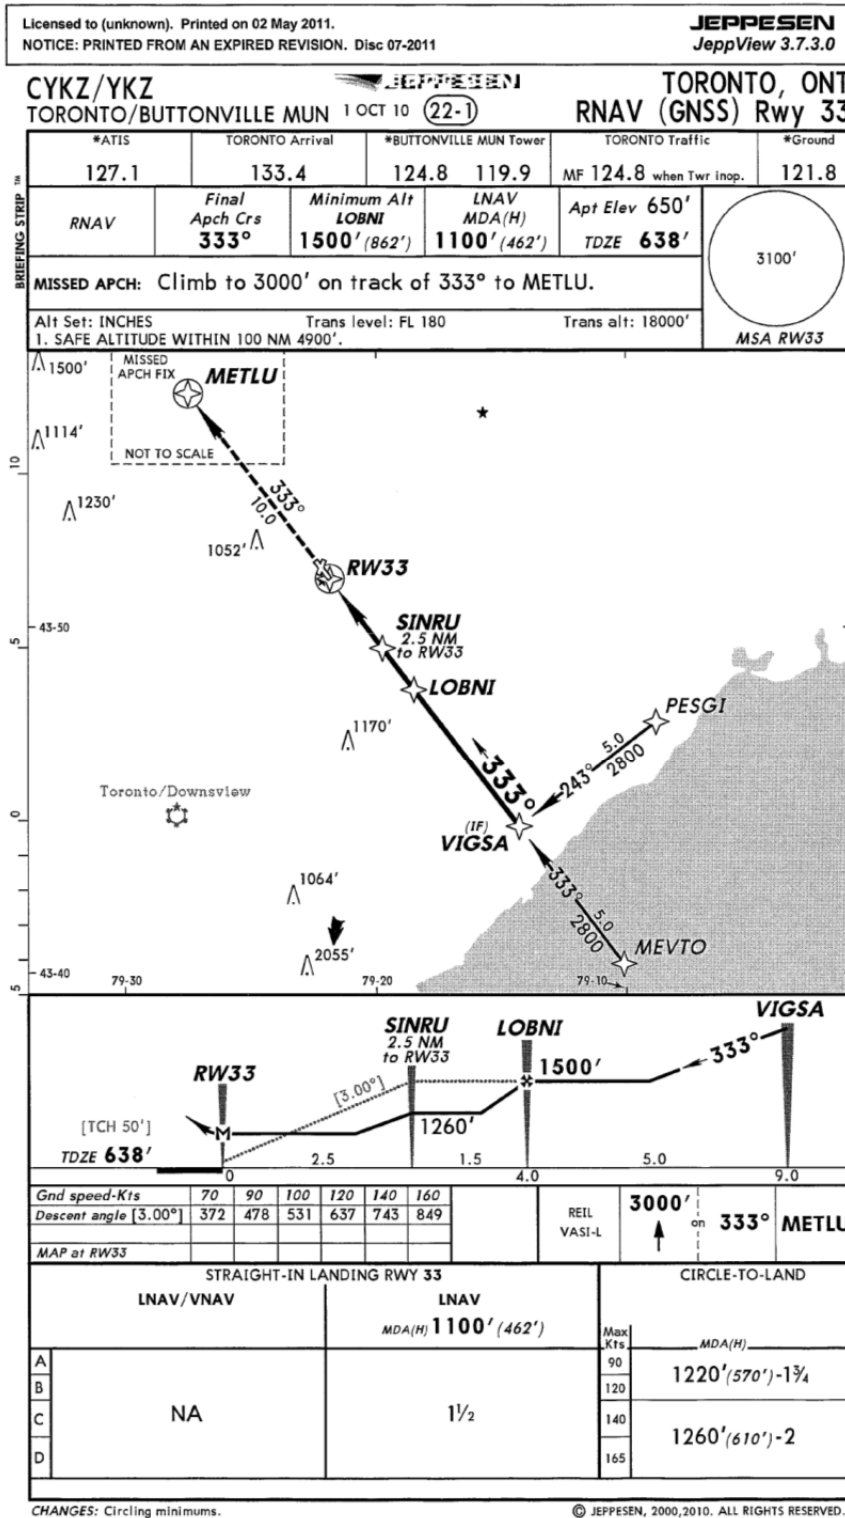 Licensed to (unknown). Printed on 02 May 2011.
NOTICE: PRINTED FROM AN EXPIRED REVISION. Disc 07-2011
JEPPESEN
JeppView 3.7.3.0
CYKZ/YKZ
TORONTO/BUTTONVILLE MUN
1 OCT 10
22-1
JEPPESEN
TORONTO, ONT
RNAV (GNSS) Rwy 33
*ATIS
127.1
TORONTO Arrival
133.4
*BUTTONVILLE MUN Tower
124.8 119.9
TORONTO Traffic
MF 124.8 when Twr inop.
*Ground
121.8
BRIEFING STRIP TM
RNAV
Final
Apch Crs
333°
Minimum Alt
LOBNI
1500' (862')
LNAV
MDA(H)
1100' (462')
Apt Elev 650'
TDZE 638'
3100'
MSA RW33
MISSED APCH: Climb to 3000' on track of 333° to METLU.
Alt Set: INCHES Trans level: FL 180 Trans alt: 18000'
1. SAFE ALTITUDE WITHIN 100 NM 4900'.
1500'
MISSED
APCH FIX
METLU
NOT TO SCALE
1114'
10
1230'
333°
10.0
1052'
RW33
43-50
5
SINRU
2.5 NM
to RW33
LOBNI
1170'
PESGI
5.0
243°
2800
333°
Toronto/Downsview
0
(IF)
VIGSA
1064'
333°
5.0
2800
MEVTO
2055'
43-40
79-30
79-20
79-10
5
RW33
SINRU
2.5 NM
to RW33
LOBNI
VIGSA
1500'
333°
[3.00°]
1260'
[TCH 50']
M
TDZE 638'
0 2.5 1.5 4.0 5.0 9.0
Gnd speed-Kts 70 90 100 120 140 160
Descent angle [3.00°] 372 478 531 637 743 849
MAP at RW33
REIL
VASI-L
3000'
on
333°
METLU
STRAIGHT-IN LANDING RWY 33
CIRCLE-TO-LAND
LNAV/VNAV
LNAV
MDA(H) 1100' (462')
Max
Kts
MDA(H)
A
B
C
D
NA
1½
90
120
140
165
1220' (570')-1¾
1260' (610')-2
CHANGES: Circling minimums.
© JEPPESEN, 2000,2010. ALL RIGHTS RESERVED.